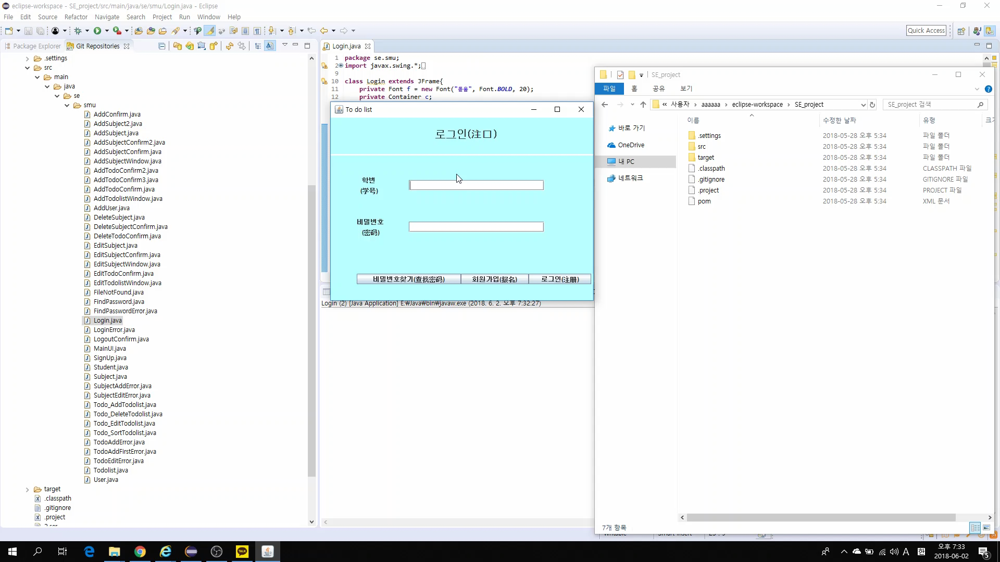 eclipse-workspace - SE_project/src/main/java/se/smu/Login.java - Eclipse
File Edit Source Refactor Navigate Search Project Run Window Help
Quick Access
Package Explorer Git Repositories
Login.java
.settings
src
main
java
se
smu
AddConfirm.java
AddSubject2.java
AddSubject.java
AddSubjectConfirm2.java
AddSubjectConfirm.java
AddSubjectWindow.java
AddTodoConfirm2.java
AddTodoConfirm3.java
AddTodoConfirm.java
AddTodolistWindow.java
AddUser.java
DeleteSubject.java
DeleteSubjectConfirm.java
DeleteTodoConfirm.java
EditSubject.java
EditSubjectConfirm.java
EditSubjectWindow.java
EditTodoConfirm.java
EditTodolistWindow.java
FileNotFound.java
FindPassword.java
FindPasswordError.java
Login.java
LoginError.java
LogoutConfirm.java
MainUI.java
SignUp.java
Student.java
Subject.java
SubjectAddError.java
SubjectEditError.java
Todo_AddTodolist.java
Todo_DeleteTodolist.java
Todo_EditTodolist.java
Todo_SortTodolist.java
TodoAddError.java
TodoAddFirstError.java
TodoEditError.java
Todolist.java
User.java
target
.classpath
.gitignore
.project
1 package se.smu;
2 import javax.swing.*;
9
10 class Login extends JFrame{
11 private Font f = new Font("돋움", Font.BOLD, 20);
12 private Container c;
To do list
로그인(注口)
학번
(学号)
비밀번호
(密码)
비밀번호찾기(查找密码) 회원가입(报名) 로그인(注册)
Login (2) [Java Application] E:₩Java₩bin₩javaw.exe (2018. 6. 2. 오후 7:32:27)
SE_project
파일 홈 공유 보기
« 사용자 › aaaaaa › eclipse-workspace › SE_project
SE_project 검색
바로 가기
OneDrive
내 PC
네트워크
이름 수정한 날짜 유형
.settings 2018-05-28 오후 5:34 파일 폴더
src 2018-05-28 오후 5:34 파일 폴더
target 2018-05-28 오후 5:34 파일 폴더
.classpath 2018-05-28 오후 5:34 CLASSPATH 파일
.gitignore 2018-05-28 오후 5:34 GITIGNORE 파일
.project 2018-05-28 오후 5:34 PROJECT 파일
pom 2018-05-28 오후 5:34 XML 문서
7개 항목
TALK
A 한
오후 7:33
2018-06-02
5